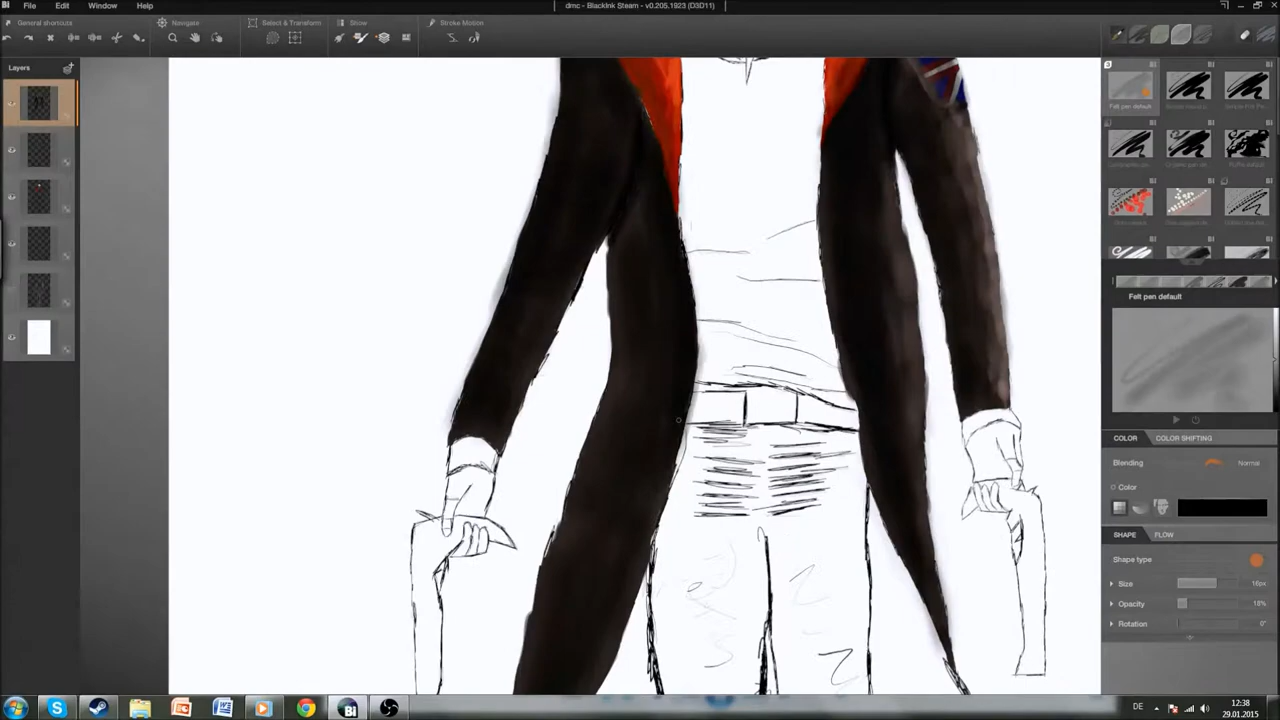 dmc - BlackInk Steam - v0.205.1923 (D3D11)
File Edit Window Help
General shortcuts
Navigate
Select & Transform
Show
Stroke Motion
Layers
Felt pen default
Felt pen default
COLOR
COLOR SHIFTING
Blending
Normal
Color
SHAPE
FLOW
Shape type
Size
16px
Opacity
18%
Rotation
0°
DE
12:38
29.01.2015